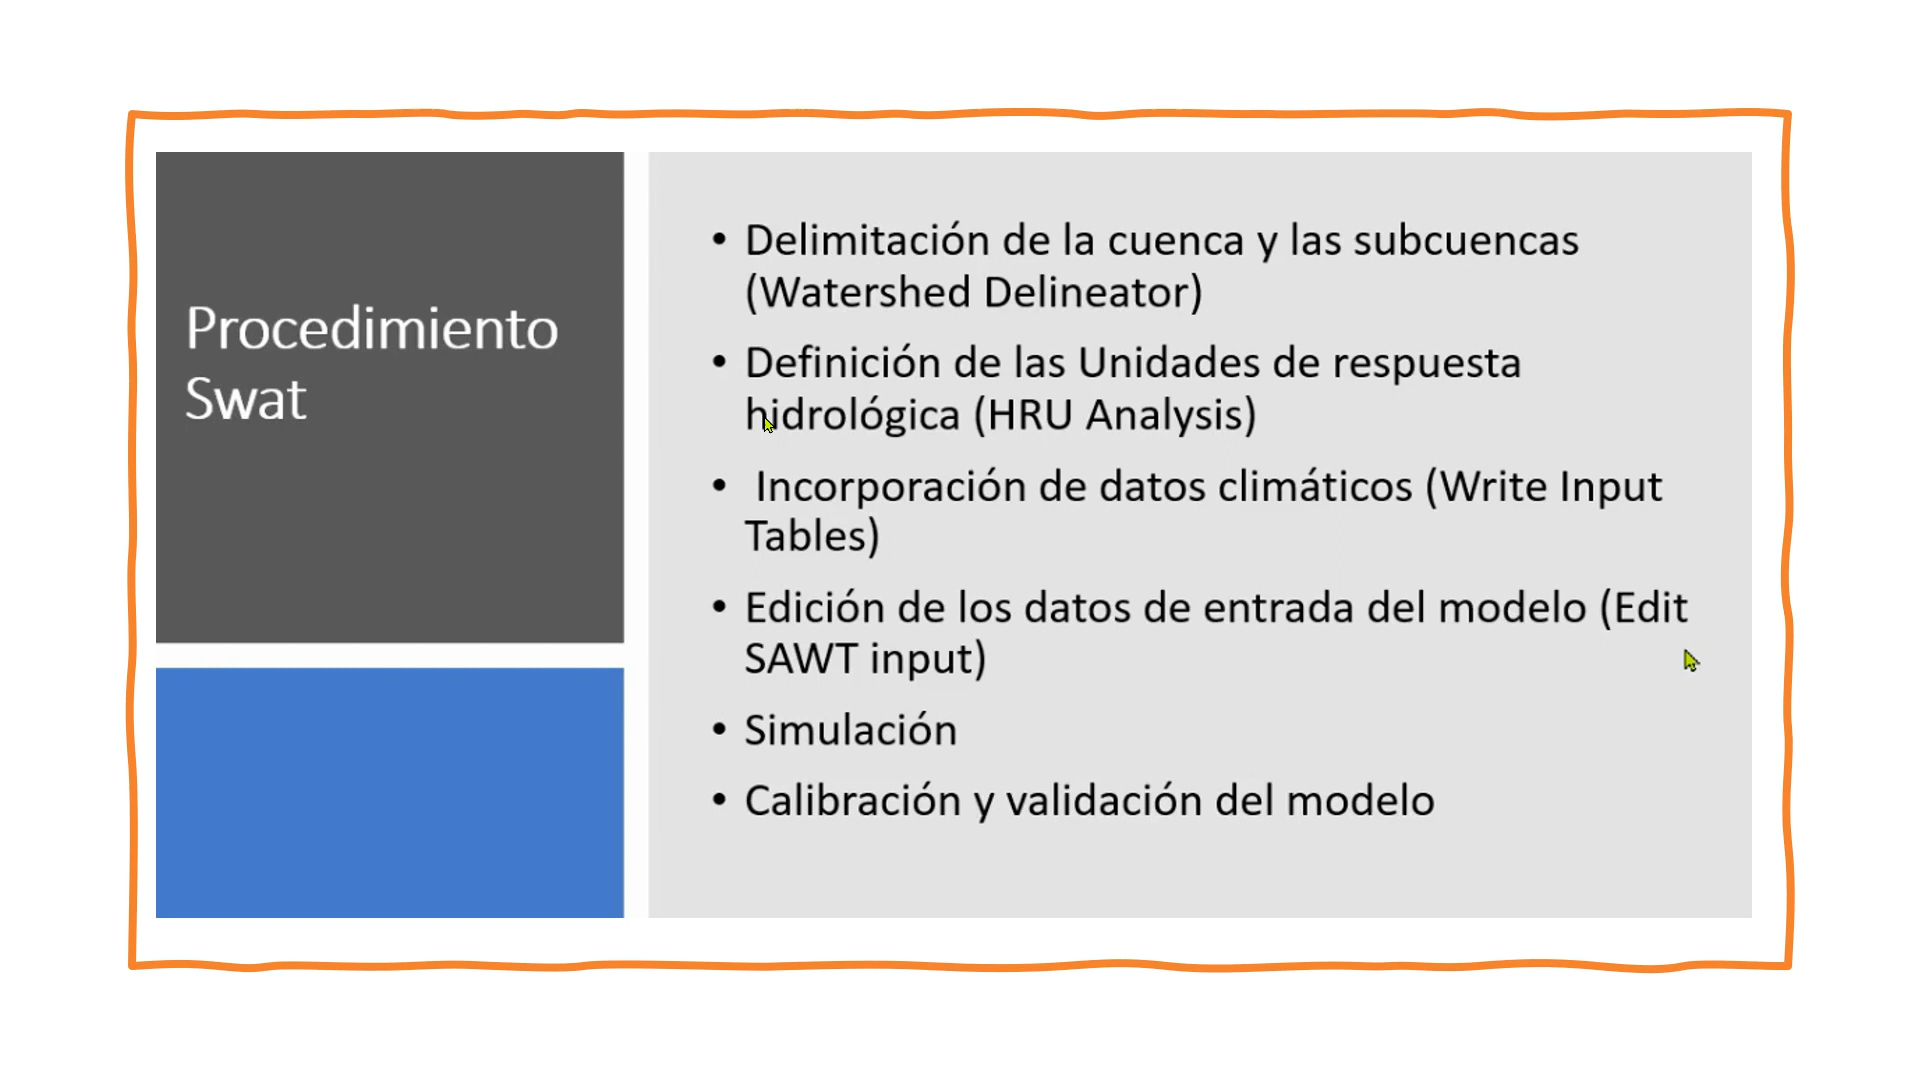 Procedimiento
Swat
• Delimitación de la cuenca y las subcuencas
(Watershed Delineator)
• Definición de las Unidades de respuesta
hidrológica (HRU Analysis)
• Incorporación de datos climáticos (Write Input
Tables)
• Edición de los datos de entrada del modelo (Edit
SAWT input)
• Simulación
• Calibración y validación del modelo